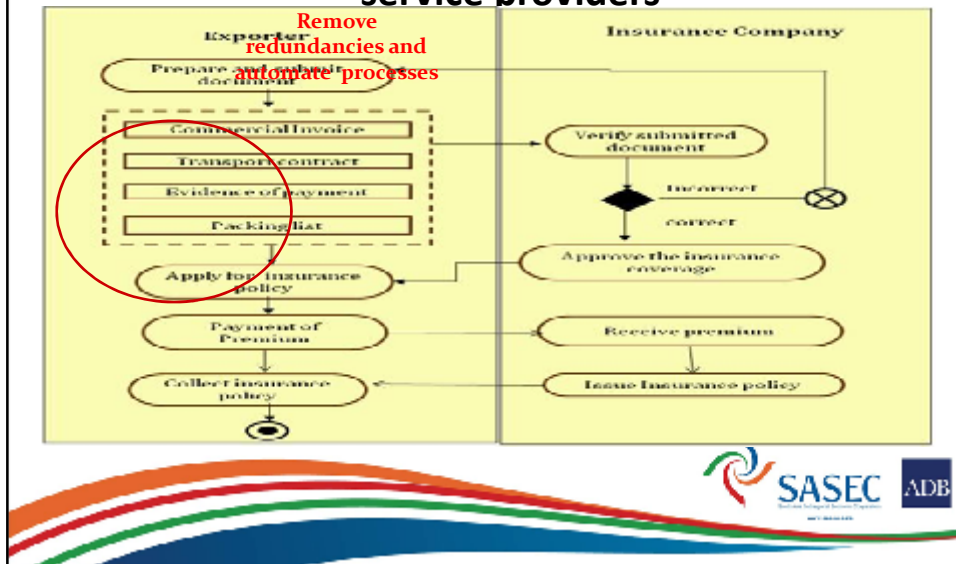 service providers
Remove
redundancies and
automate processes
Exporter
Insurance Company
Prepare and submit
document
Commercial Invoice
Transport contract
Evidence of payment
Packing list
Verify submitted
document
Incorrect
correct
Approve the insurance
coverage
Apply for insurance
policy
Payment of
Premium
Receive premium
Collect insurance
policy
Issue Insurance policy
SASEC
ADB